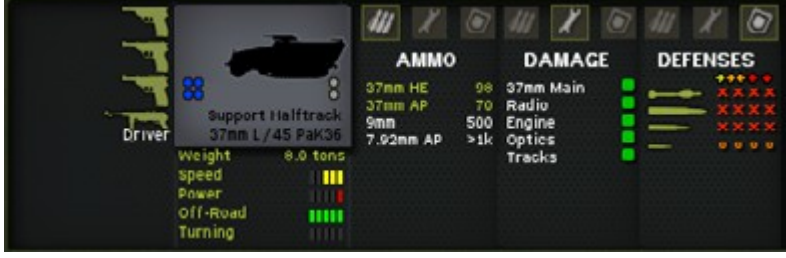 Driver
Support Halftrack
37mm L/45 PaK36
Weight 8.0 tons
Speed
Power
Off-Road
Turning
AMMO
37mm HE 98
37mm AP 70
9mm 500
7.92mm AP >1k
DAMAGE
37mm Main
Radio
Engine
Optics
Tracks
DEFENSES